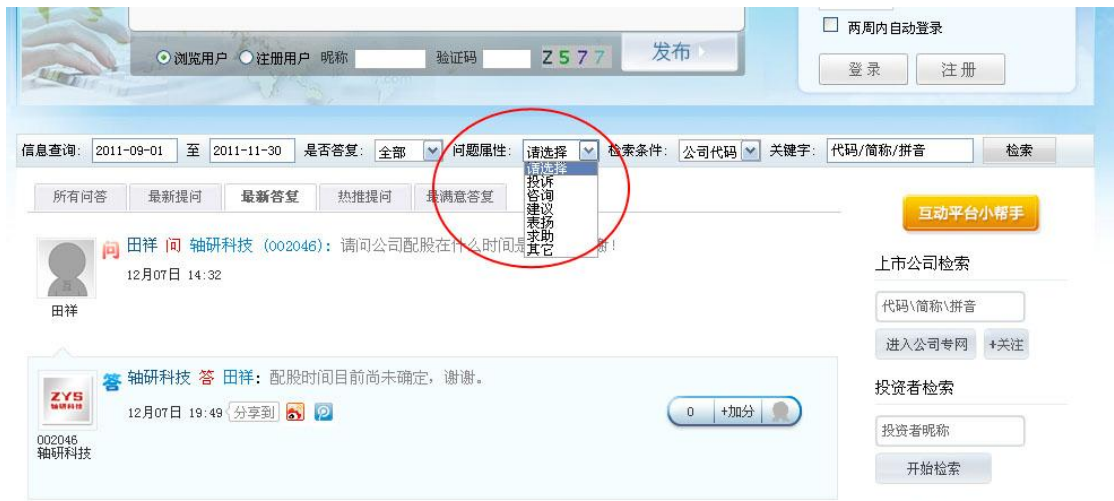 两周内自动登录
浏览用户 注册用户 昵称 验证码 Z577 发布
登录 注册
信息查询: 2011-09-01 至 2011-11-30 是否答复: 全部 问题属性: 请选择 检索条件: 公司代码 关键字: 代码/简称/拼音 检索
请选择
投诉
咨询
建议
表扬
求助
其它
所有问答 最新提问 最新答复 热推提问 最满意答复
互动平台小帮手
问 田祥 问 轴研科技 (002046): 请问公司配股在什么时间是 谢!
12月07日 14:32
田祥
上市公司检索
代码\简称\拼音
进入公司专网 +关注
答 轴研科技 答 田祥: 配股时间目前尚未确定，谢谢。
ZYS
轴研科技
12月07日 19:49 分享到
0 +加分
002046
轴研科技
投资者检索
投资者昵称
开始检索